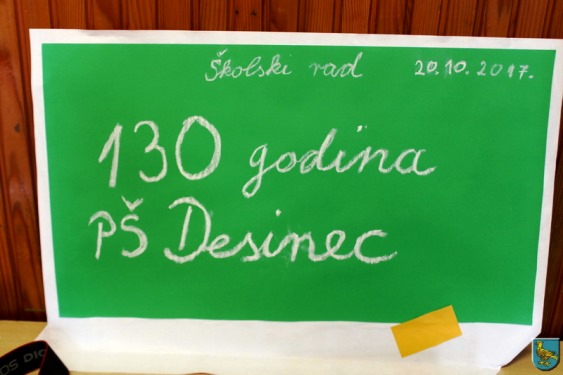 Školski rad 20.10.2017.
130 godina
PŠ Desinec